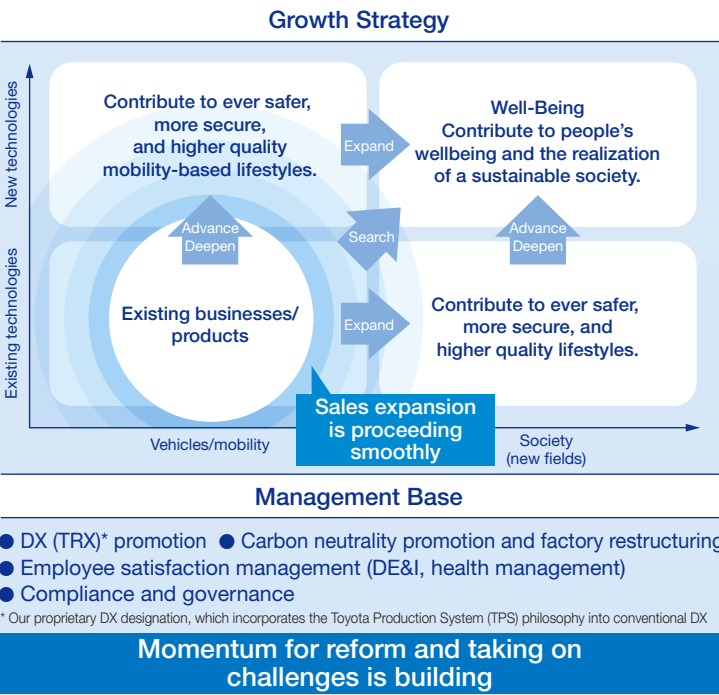 Growth Strategy
New technologies
Existing technologies
Contribute to ever safer,
more secure,
and higher quality
mobility-based lifestyles.
Expand
Well-Being
Contribute to people's
wellbeing and the realization
of a sustainable society.
Advance
Deepen
Search
Advance
Deepen
Existing businesses/
products
Expand
Contribute to ever safer,
more secure, and
higher quality lifestyles.
Sales expansion
is proceeding
smoothly
Vehicles/mobility
Society
(new fields)
Management Base
● DX (TRX)* promotion ● Carbon neutrality promotion and factory restructuring
● Employee satisfaction management (DE&I, health management)
● Compliance and governance
* Our proprietary DX designation, which incorporates the Toyota Production System (TPS) philosophy into conventional DX
Momentum for reform and taking on
challenges is building